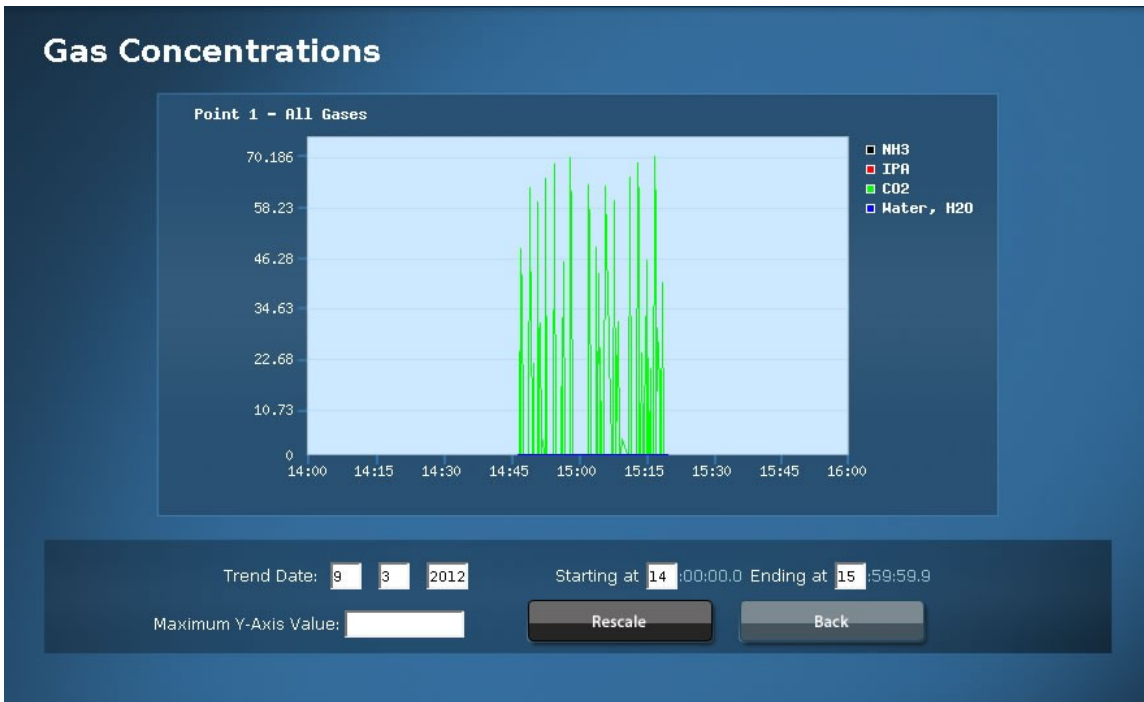 Gas Concentrations
Point 1 - All Gases
70.186
58.23
46.28
34.63
22.68
10.73
0
14:00 14:15 14:30 14:45 15:00 15:15 15:30 15:45 16:00
NH3
IPA
CO2
Water, H2O
Trend Date: 9 3 2012 Starting at 14 :00:00.0 Ending at 15 :59:59.9
Maximum Y-Axis Value: Rescale Back